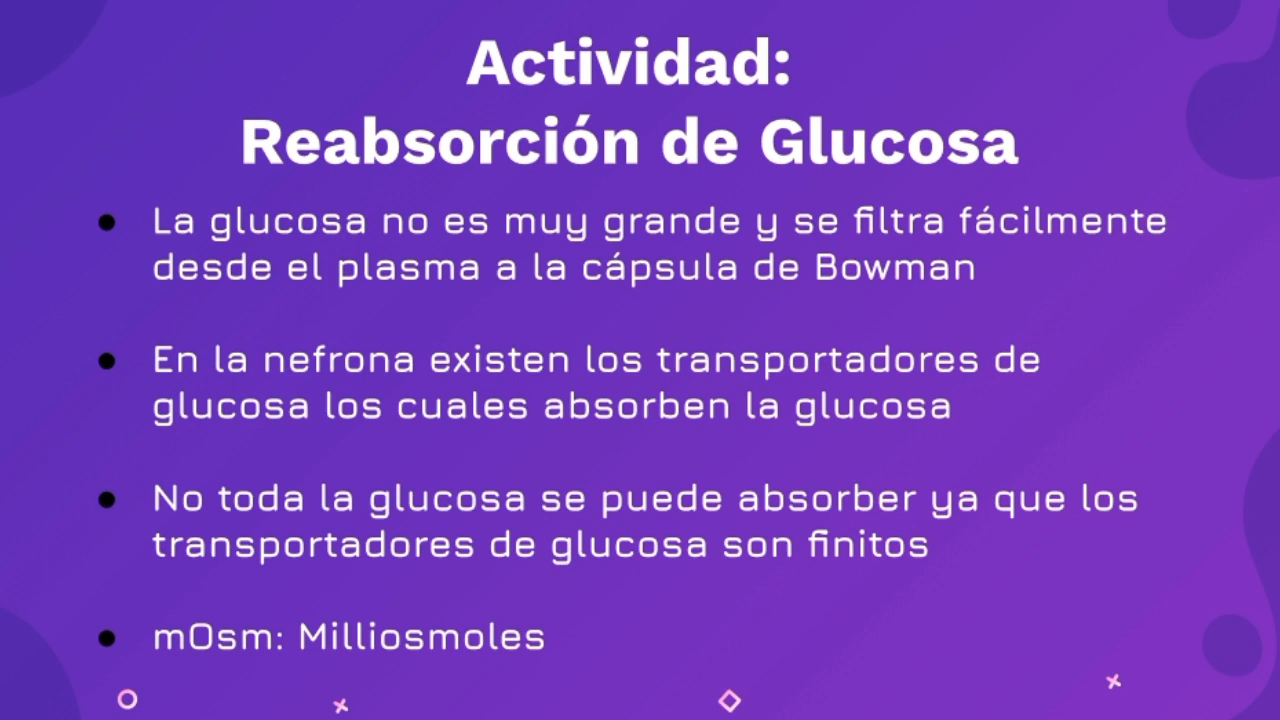 Actividad:
Reabsorción de Glucosa
● La glucosa no es muy grande y se filtra fácilmente
desde el plasma a la cápsula de Bowman
● En la nefrona existen los transportadores de
glucosa los cuales absorben la glucosa
● No toda la glucosa se puede absorber ya que los
transportadores de glucosa son finitos
● mOsm: Milliosmoles